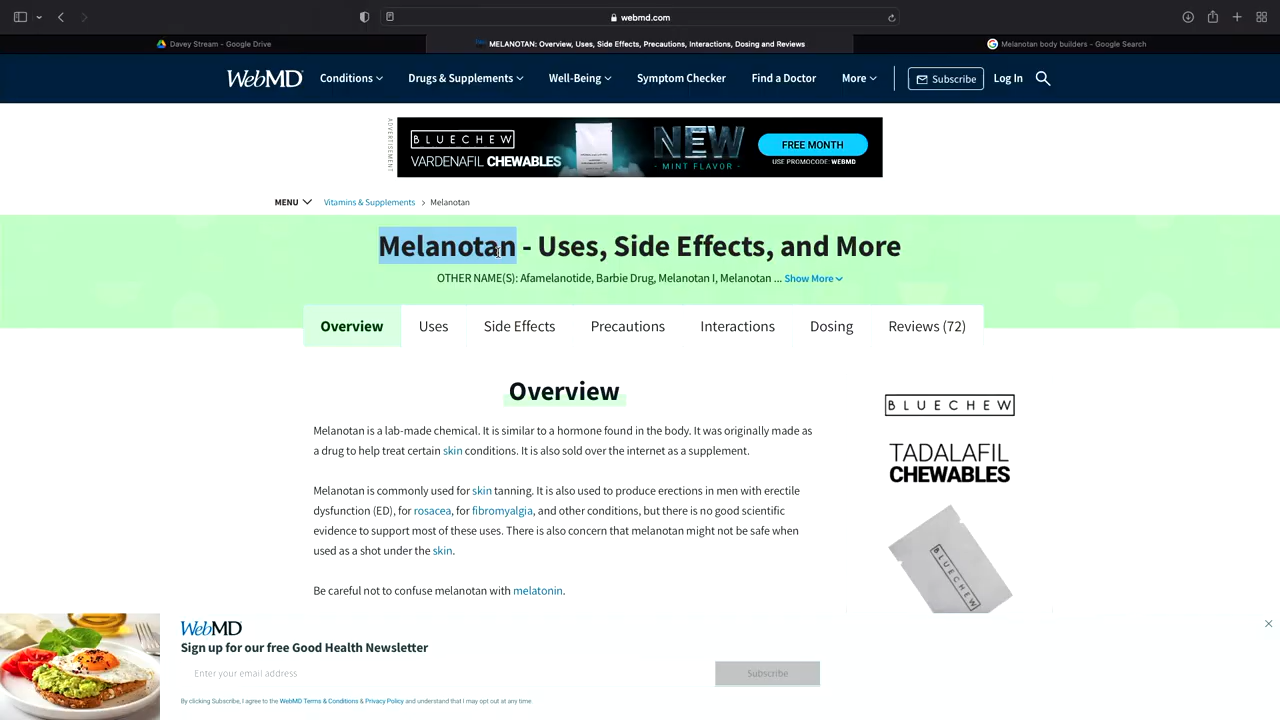 webmd.com
Davey Stream - Google Drive
MELANOTAN: Overview, Uses, Side Effects, Precautions, Interactions, Dosing and Reviews
Melanotan body builders - Google Search
WebMD
Conditions
Drugs & Supplements
Well-Being
Symptom Checker
Find a Doctor
More
Subscribe
Log In
ADVERTISEMENT
BLUECHEW
VARDENAFIL CHEWABLES
NEW
- MINT FLAVOR -
FREE MONTH
USE PROMOCODE: WEBMD
MENU
Vitamins & Supplements > Melanotan
Melanotan - Uses, Side Effects, and More
OTHER NAME(S): Afamelanotide, Barbie Drug, Melanotan I, Melanotan ... Show More
Overview
Uses
Side Effects
Precautions
Interactions
Dosing
Reviews (72)
Overview
Melanotan is a lab-made chemical. It is similar to a hormone found in the body. It was originally made as
a drug to help treat certain skin conditions. It is also sold over the internet as a supplement.
Melanotan is commonly used for skin tanning. It is also used to produce erections in men with erectile
dysfunction (ED), for rosacea, for fibromyalgia, and other conditions, but there is no good scientific
evidence to support most of these uses. There is also concern that melanotan might not be safe when
used as a shot under the skin.
Be careful not to confuse melanotan with melatonin.
BLUECHEW
TADALAFIL
CHEWABLES
BLUECHEW
WebMD
Sign up for our free Good Health Newsletter
Enter your email address
Subscribe
By clicking Subscribe, I agree to the WebMD Terms & Conditions & Privacy Policy and understand that I may opt out at any time